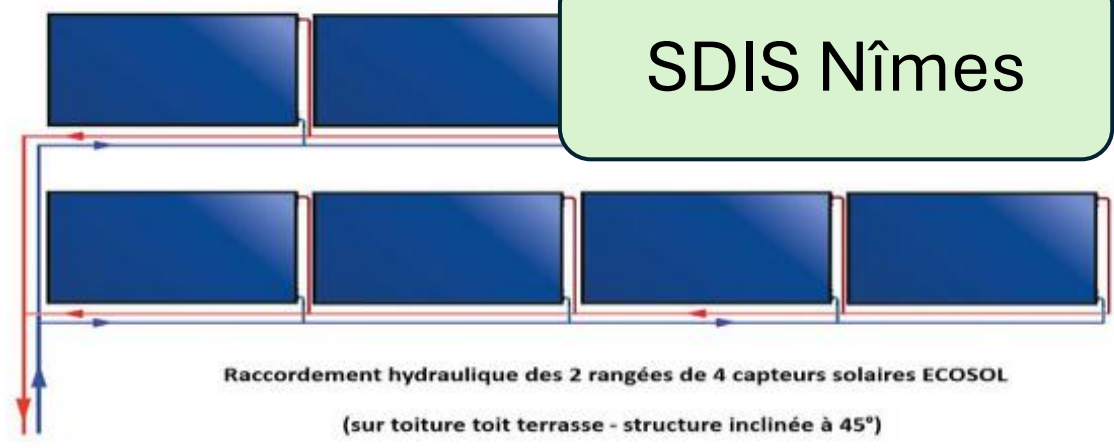 SDIS Nîmes
Raccordement hydraulique des 2 rangées de 4 capteurs solaires ECOSOL
(sur toiture toit terrasse - structure inclinée à 45°)